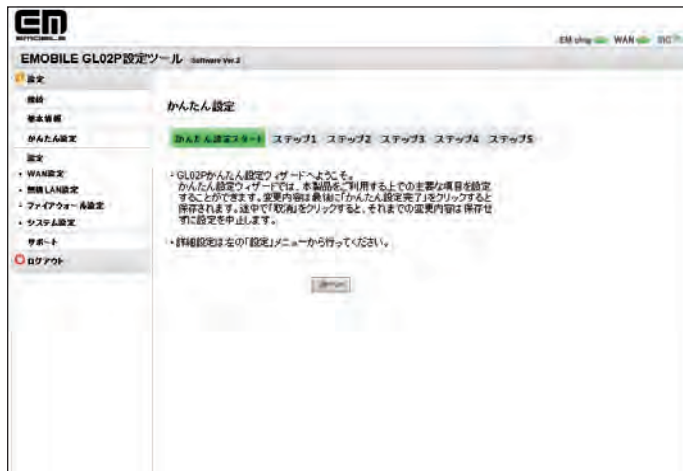 EM
EMOBILE
EM chip WAN
EMOBILE GL02P設定ツール Software Ver.2
設定
接続
基本情報
かんたん設定
設定
・WAN設定
・無線LAN設定
・ファイアウォール設定
・システム設定
サポート
ログアウト
かんたん設定
かんたん設定スタート ステップ1 ステップ2 ステップ3 ステップ4 ステップ5
・GL02Pかんたん設定ウィザードへようこそ。
かんたん設定ウィザードでは、本製品をご利用する上での主要な項目を設定
することができます。変更内容は最後に「かんたん設定完了」をクリックすると
保存されます。途中で「取消」をクリックすると、それまでの変更内容は保存せ
ずに設定を中止します。
・詳細設定は左の「設定」メニューから行ってください。